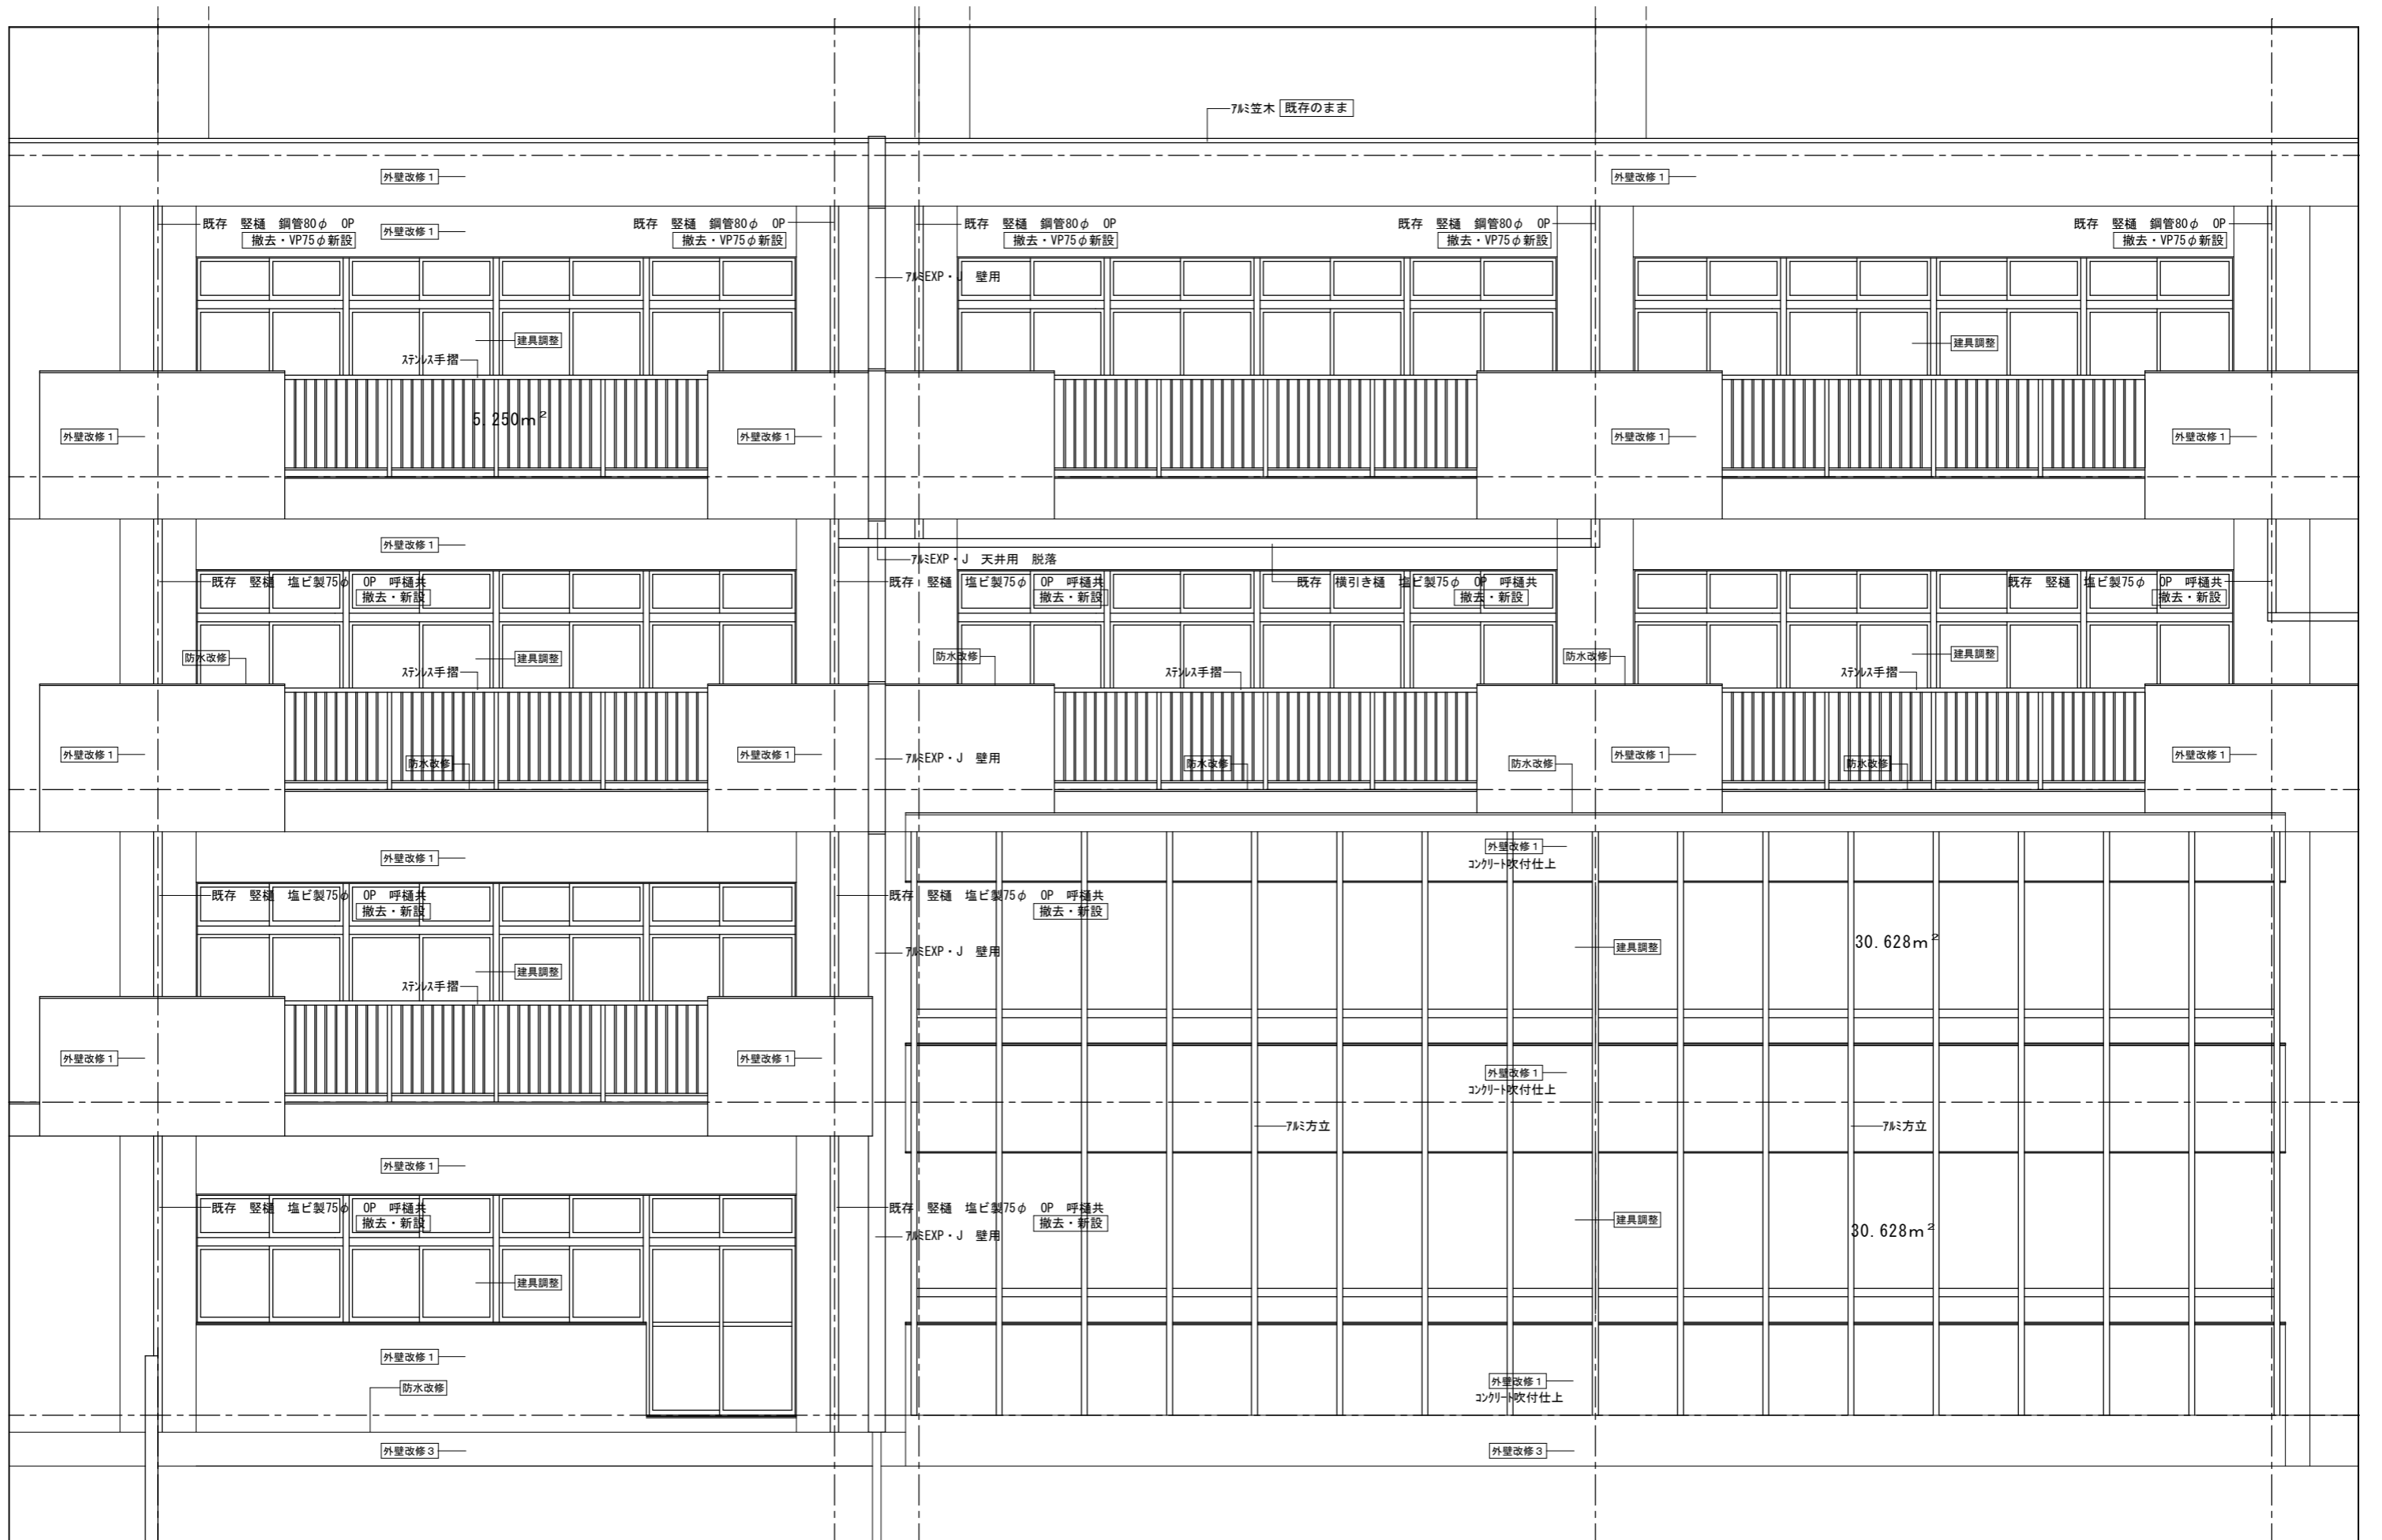 ｱﾙﾐ笠木 既存のまま
外壁改修１
外壁改修１
既存　竪樋　鋼管80φ　OP
撤去・VP75φ新設
外壁改修１
既存　竪樋　鋼管80φ　OP
撤去・VP75φ新設
既存　竪樋　鋼管80φ　OP
撤去・VP75φ新設
既存　竪樋　鋼管80φ　OP
撤去・VP75φ新設
既存　竪樋　鋼管80φ　OP
撤去・VP75φ新設
ｱﾙﾐEXP・J　壁用
建具調整
建具調整
ｽﾃﾝﾚｽ手摺
5.250m²
外壁改修１
外壁改修１
外壁改修１
外壁改修１
外壁改修１
ｱﾙﾐEXP・J　天井用　脱落
既存　竪樋　塩ビ製75φ　OP　呼樋共
撤去・新設
既存　竪樋　塩ビ製75φ　OP　呼樋共
撤去・新設
既存　横引き樋　塩ビ製75φ　OP　呼樋共
撤去・新設
既存　竪樋　塩ビ製75φ　OP　呼樋共
撤去・新設
防水改修
建具調整
防水改修
防水改修
建具調整
ｽﾃﾝﾚｽ手摺
ｽﾃﾝﾚｽ手摺
ｽﾃﾝﾚｽ手摺
外壁改修１
外壁改修１
ｱﾙﾐEXP・J　壁用
外壁改修１
外壁改修１
防水改修
防水改修
防水改修
防水改修
外壁改修１
外壁改修１
ｺﾝｸﾘｰﾄ吹付仕上
既存　竪樋　塩ビ製75φ　OP　呼樋共
撤去・新設
既存　竪樋　塩ビ製75φ　OP　呼樋共
撤去・新設
ｱﾙﾐEXP・J　壁用
建具調整
30.628m²
建具調整
ｽﾃﾝﾚｽ手摺
外壁改修１
外壁改修１
外壁改修１
ｺﾝｸﾘｰﾄ吹付仕上
ｱﾙﾐ方立
ｱﾙﾐ方立
外壁改修１
既存　竪樋　塩ビ製75φ　OP　呼樋共
撤去・新設
既存　竪樋　塩ビ製75φ　OP　呼樋共
撤去・新設
ｱﾙﾐEXP・J　壁用
建具調整
30.628m²
建具調整
外壁改修１
防水改修
外壁改修１
ｺﾝｸﾘｰﾄ吹付仕上
外壁改修３
外壁改修３